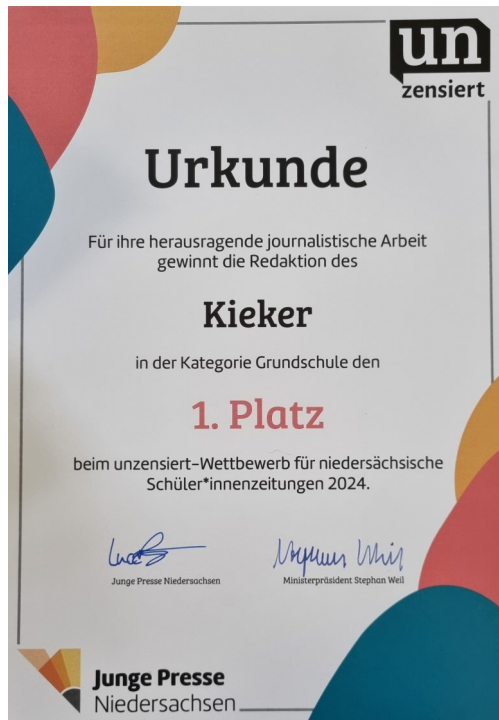 un
zensiert
Urkunde
Für ihre herausragende journalistische Arbeit
gewinnt die Redaktion des
Kieker
in der Kategorie Grundschule den
1. Platz
beim unzensiert-Wettbewerb für niedersächsische
Schüler*innenzeitungen 2024.
Junge Presse Niedersachsen
Ministerpräsident Stephan Weil
Junge Presse
Niedersachsen